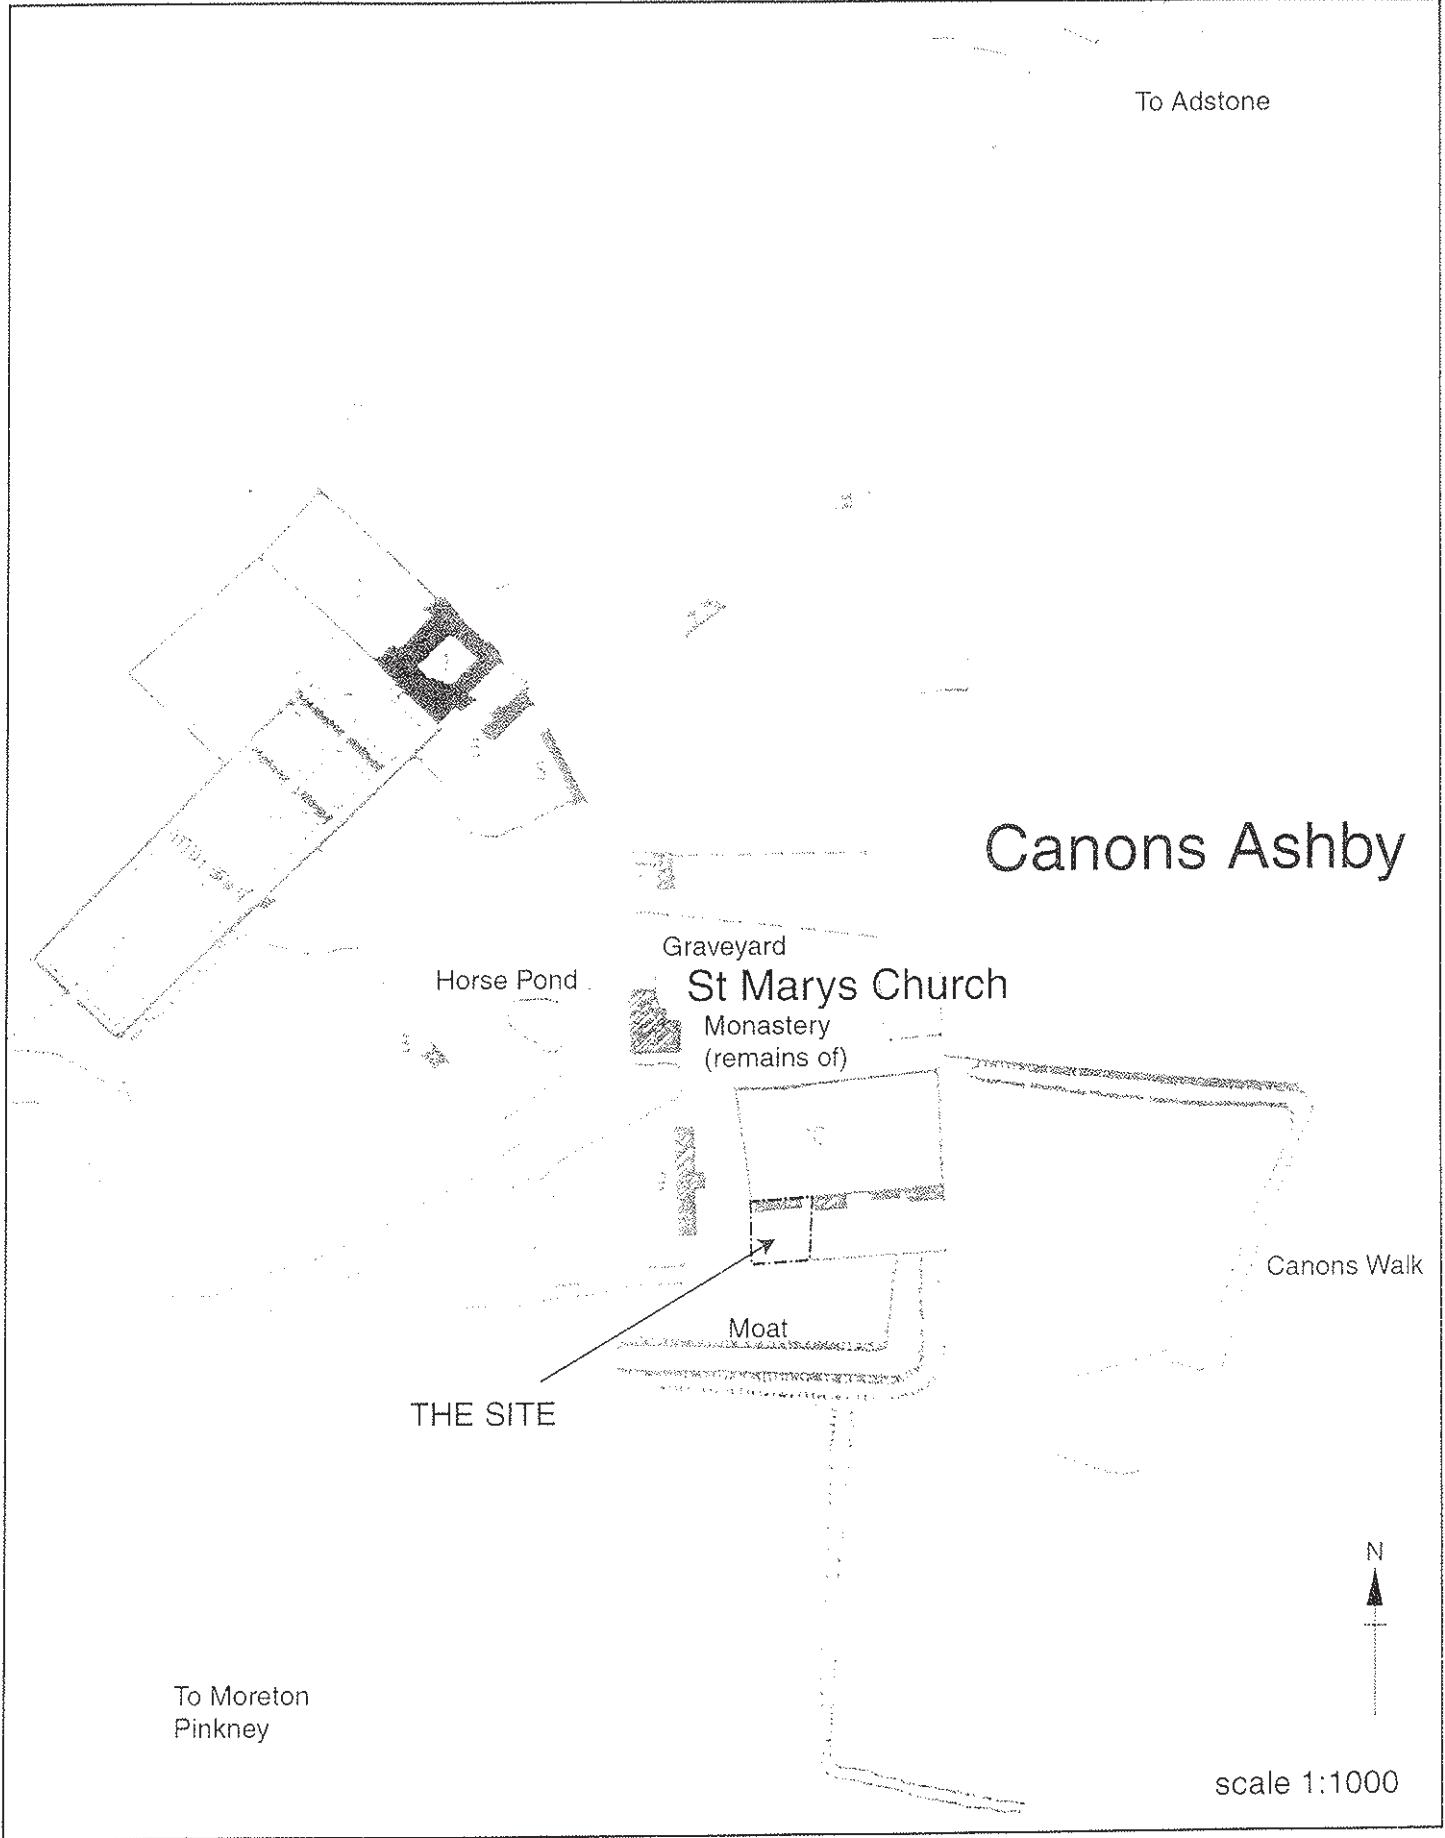 To Adstone
Canons Ashby
Graveyard
Horse Pond
St Marys Church
Monastery
(remains of)
Canons Walk
Moat
THE SITE
N
To Moreton
Pinkney
scale 1:1000